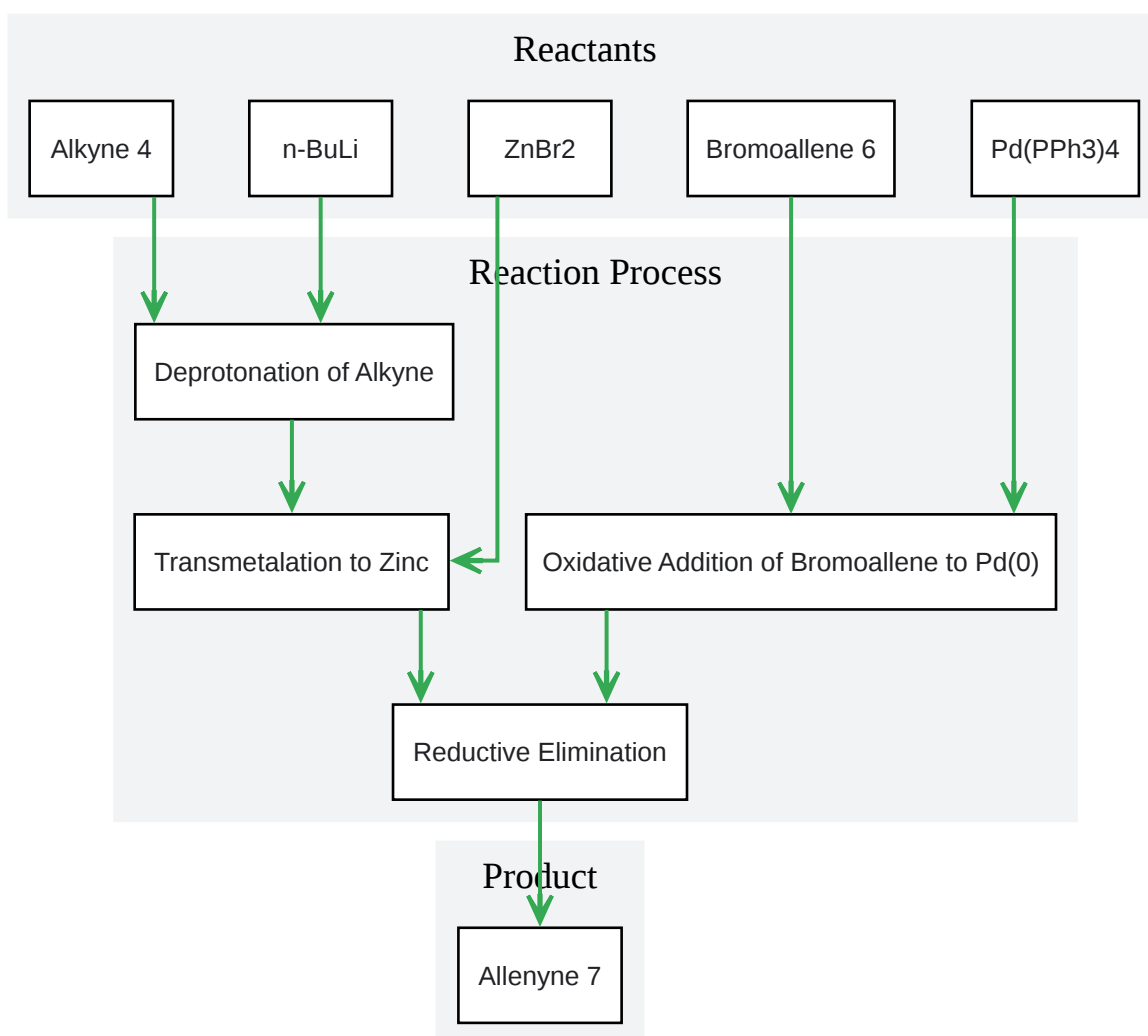 Reactants
Alkyne 4
n-BuLi
ZnBr2
Bromoallene 6
Pd(PPh3)4
Reaction Process
Deprotonation of Alkyne
Transmetalation to Zinc
Oxidative Addition of Bromoallene to Pd(0)
Reductive Elimination
Product
Allenyne 7